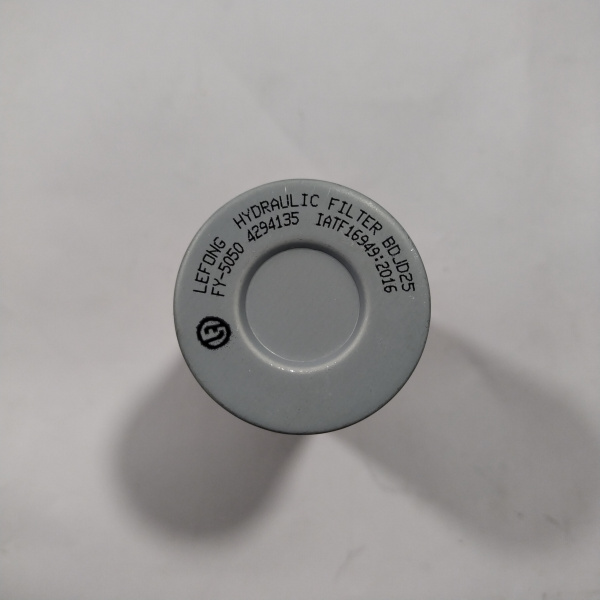 LEFONG HYDRAULIC FILTER BDJD25
FY-5050 4294135 IATF16949:2016